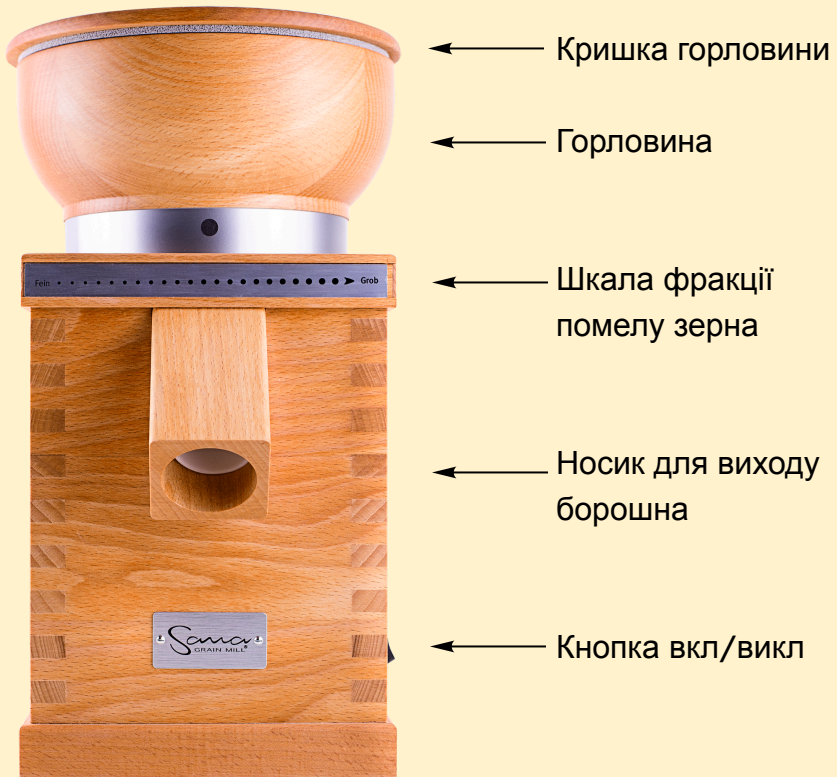 Кришка горловини
Горловина
Fein Grob
Шкала фракції
помелу зерна
Носик для виходу
борошна
Sana
GRAIN MILL®
Кнопка вкл/викл